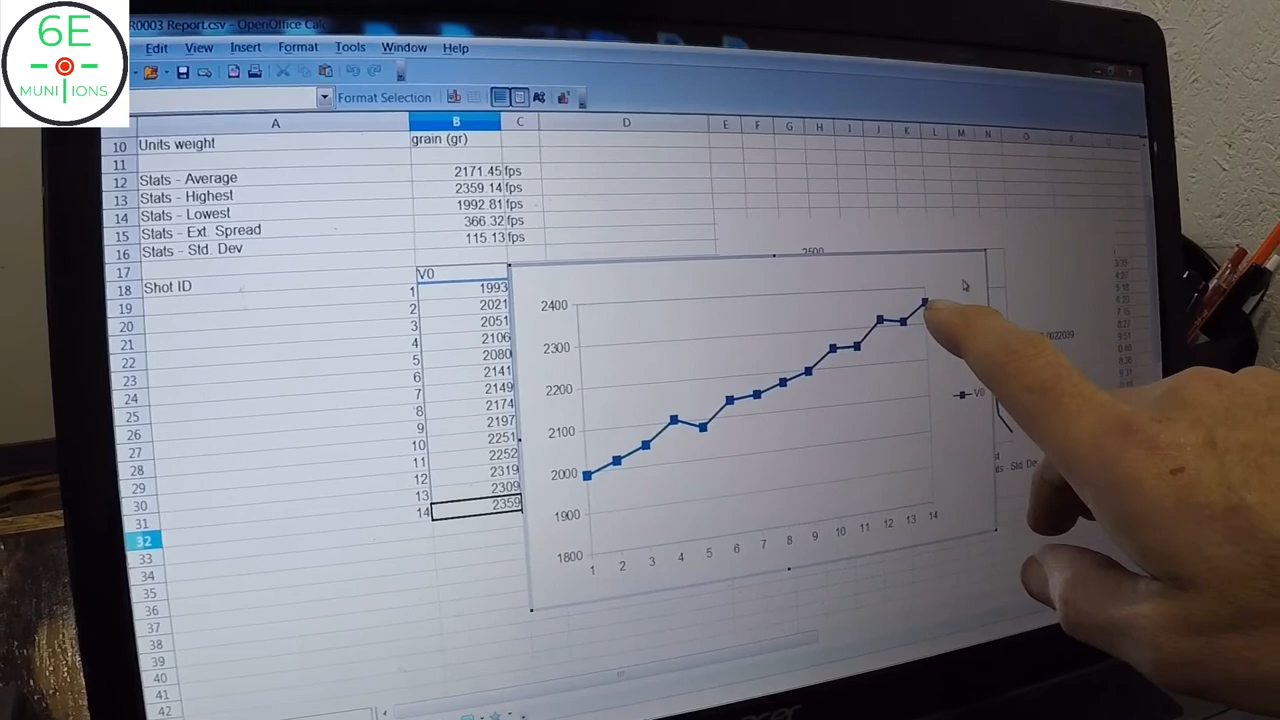 6E
MUNITIONS
R0003 Report.csv - OpenOffice Calc
Edit View Insert Format Tools Window Help
Format Selection
A B C D E F G H I J K L M N
10 Units weight grain (gr)
11
12 Stats - Average 2171.45 fps
13 Stats - Highest 2359.14 fps
14 Stats - Lowest 1992.81 fps
15 Stats - Ext. Spread 366.32 fps
16 Stats - Std. Dev 115.13 fps
17
18 Shot ID V0
19 1 1993
20 2 2021
21 3 2051
22 4 2106
23 5 2080
24 6 2141
25 7 2149
26 8 2174
27 9 2197
28 10 2251
29 11 2252
30 12 2319
31 13 2309
32 14 2359
33
34
35
36
37
38
39
40
41
42
2500
2400
2300
2200
2100
2000
1900
1800
1 2 3 4 5 6 7 8 9 10 11 12 13 14
V0
acer